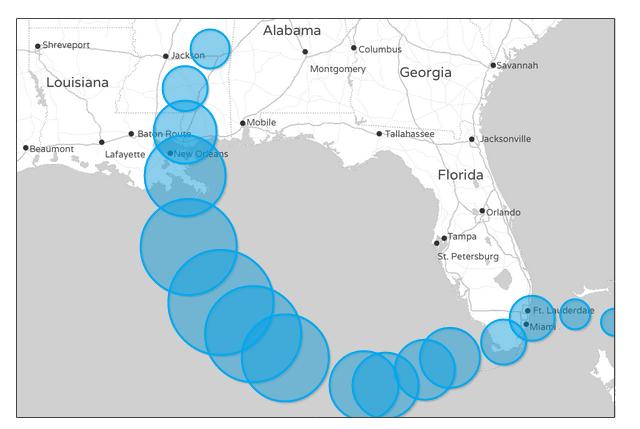 Alabama
Shreveport
Jackson
Columbus
Montgomery
Savannah
Georgia
Louisiana
Mobile
Baton Rouge
Tallahassee
Jacksonville
Beaumont
Lafayette
New Orleans
Florida
Orlando
Tampa
St. Petersburg
Ft. Lauderdale
Miami